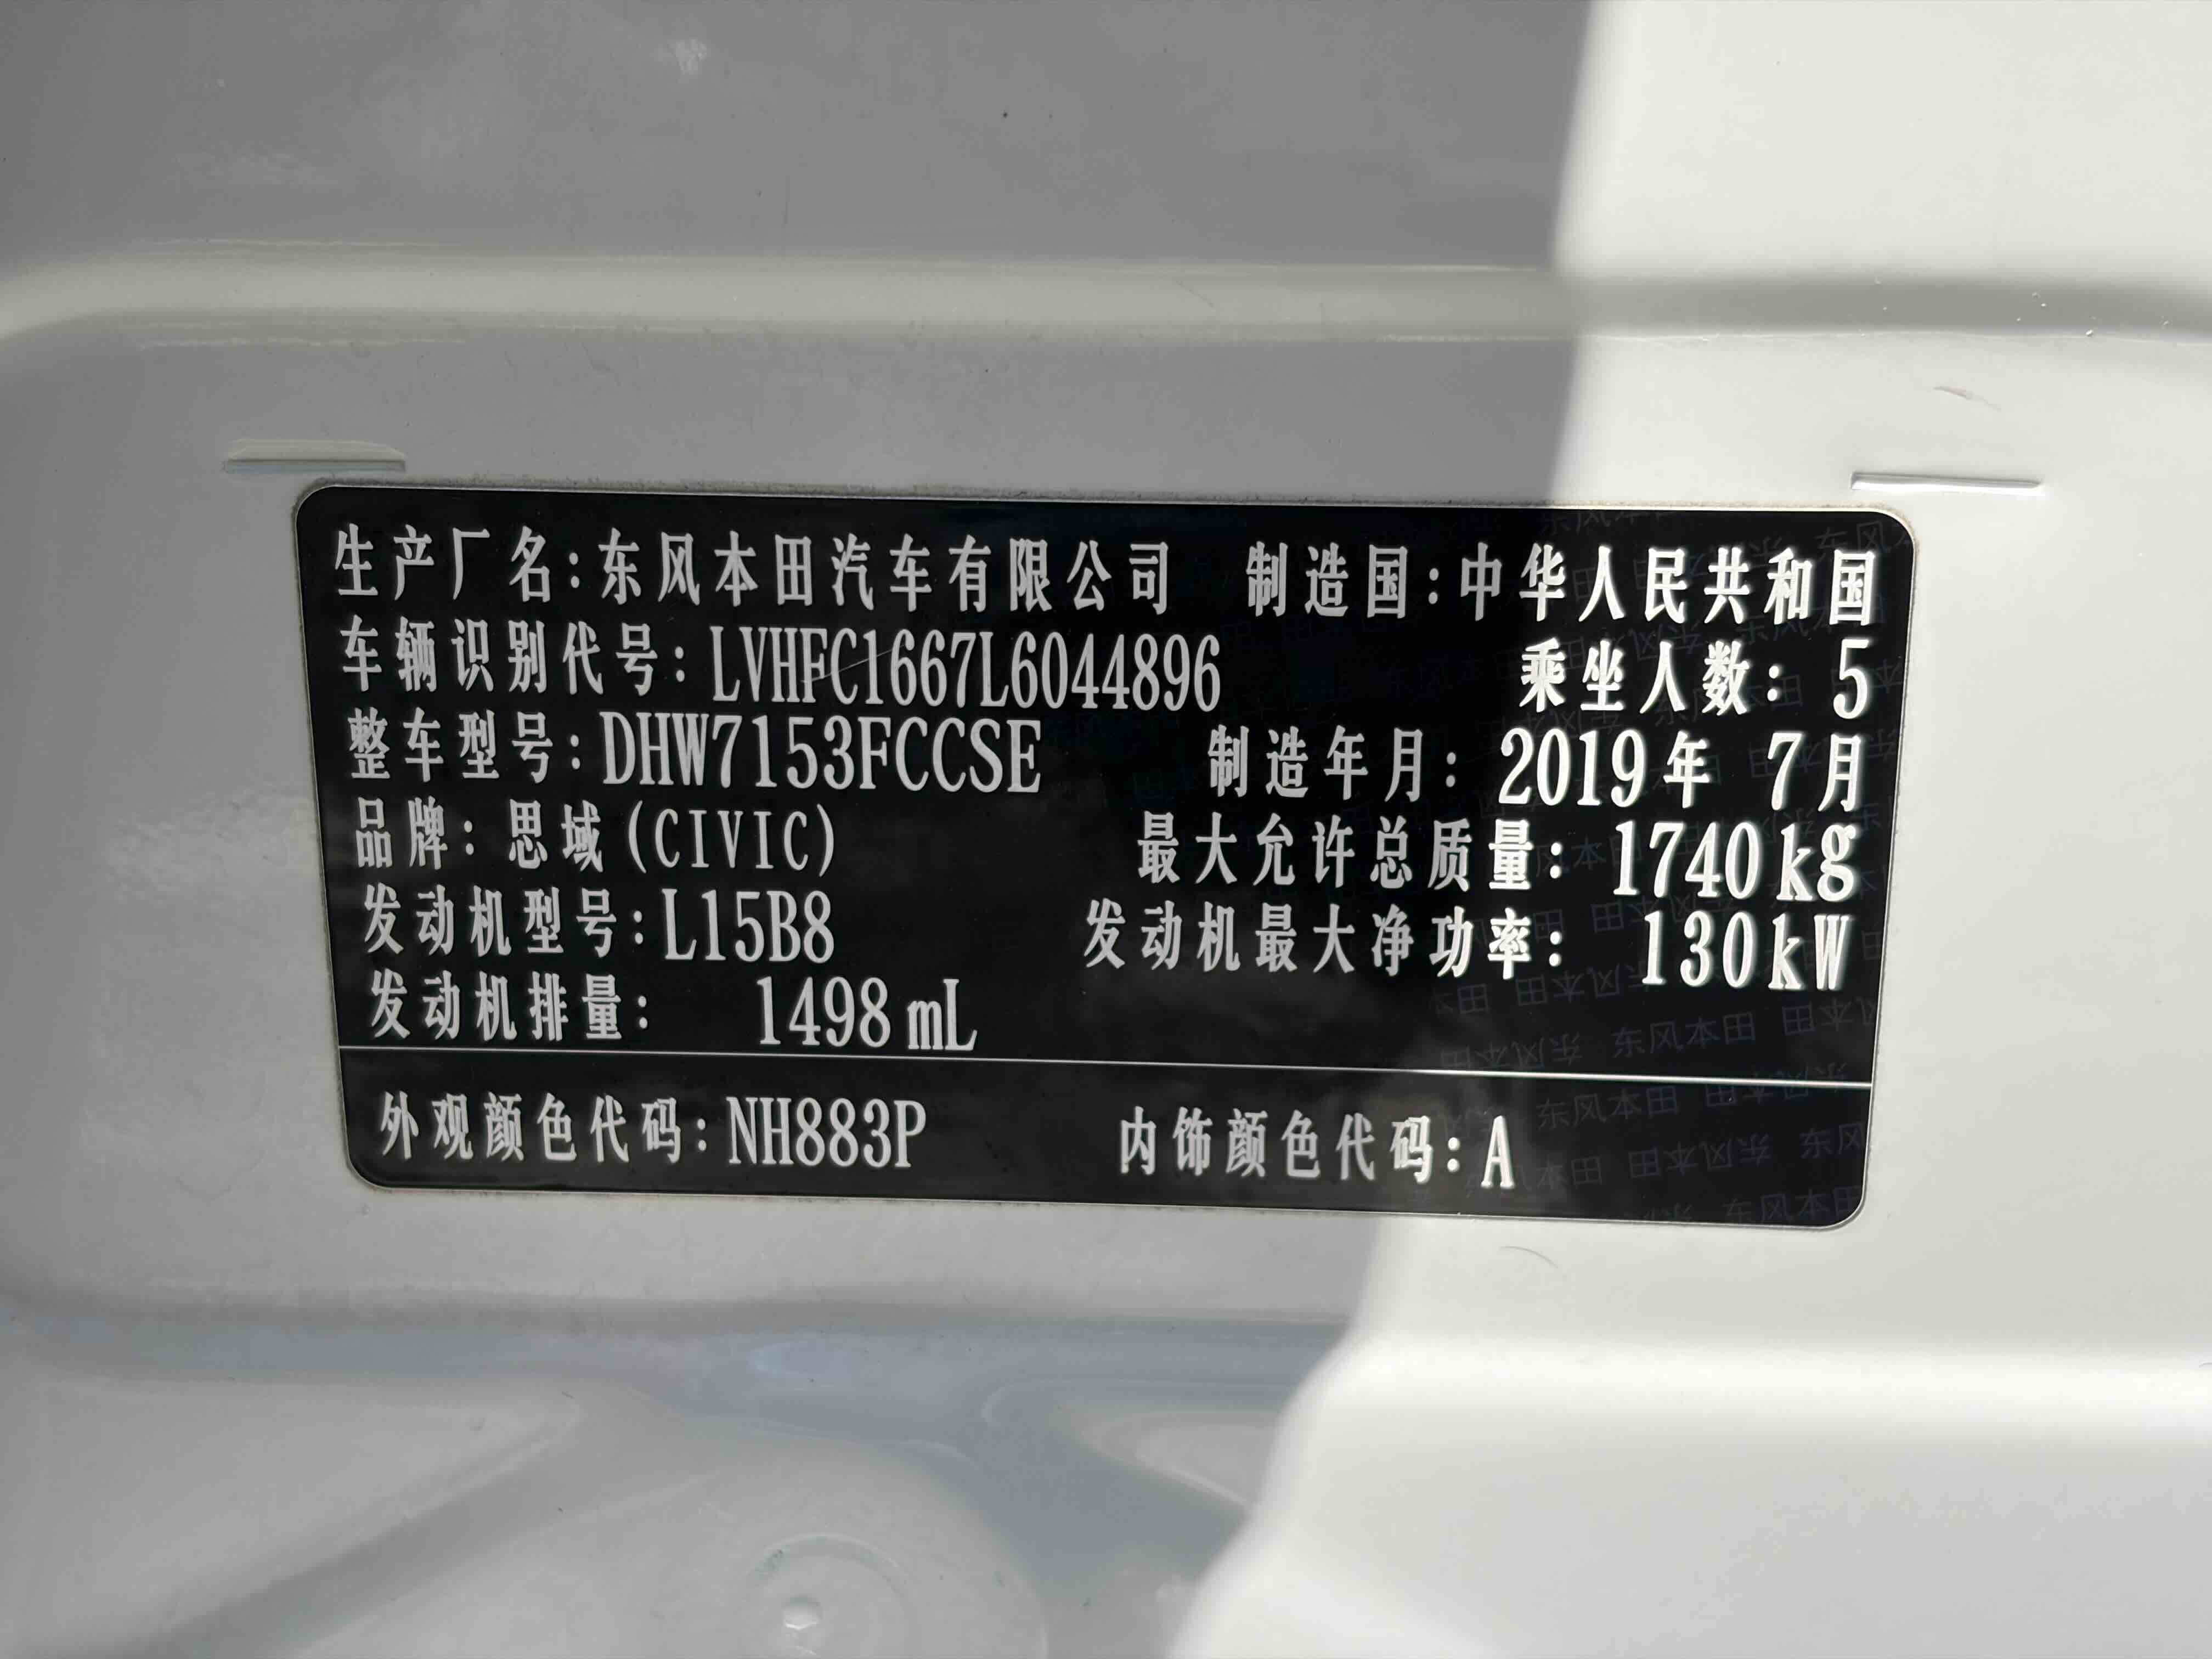 生产厂名:东风本田汽车有限公司 制造国:中华人民共和国
车辆识别代号:LVHFC1667L6044896 乘坐人数: 5
整车型号:DHW7153FCCSE 制造年月: 2019年 7月
品牌: 思域(CIVIC) 最大允许总质量: 1740kg
发动机型号:L15B8 发动机最大净功率: 130kW
发动机排量: 1498mL
外观颜色代码:NH883P 内饰颜色代码:A